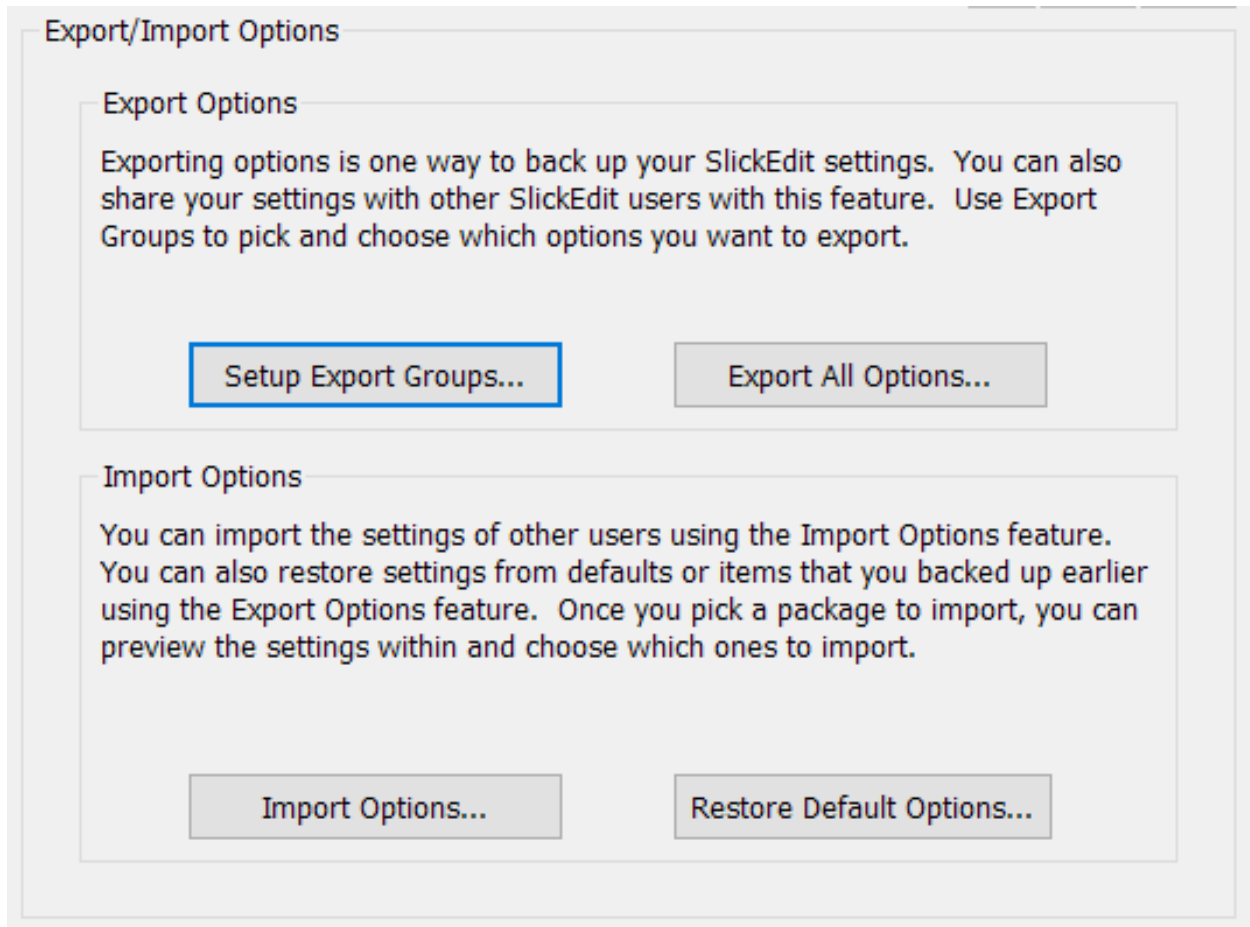 Export/Import Options
Export Options
Exporting options is one way to back up your SlickEdit settings.  You can also
share your settings with other SlickEdit users with this feature.  Use Export
Groups to pick and choose which options you want to export.
Setup Export Groups...
Export All Options...
Import Options
You can import the settings of other users using the Import Options feature.
You can also restore settings from defaults or items that you backed up earlier
using the Export Options feature.  Once you pick a package to import, you can
preview the settings within and choose which ones to import.
Import Options...
Restore Default Options...